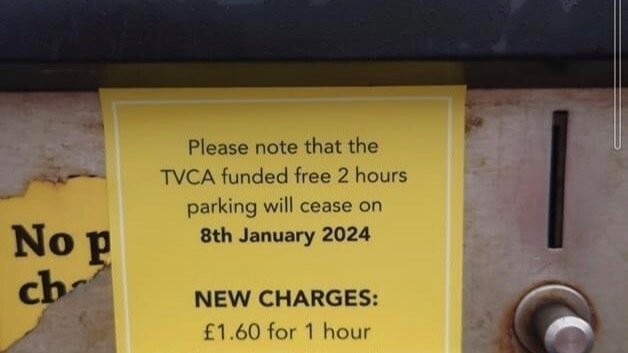 Please note that the
TVCA funded free 2 hours
parking will cease on
8th January 2024
NEW CHARGES:
£1.60 for 1 hour
No p
ch